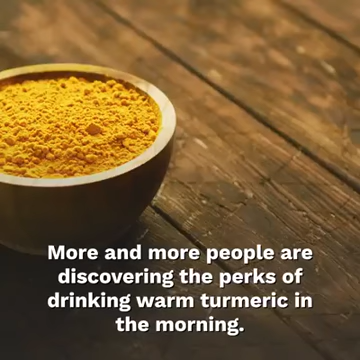 More and more people are
discovering the perks of
drinking warm turmeric in
the morning.